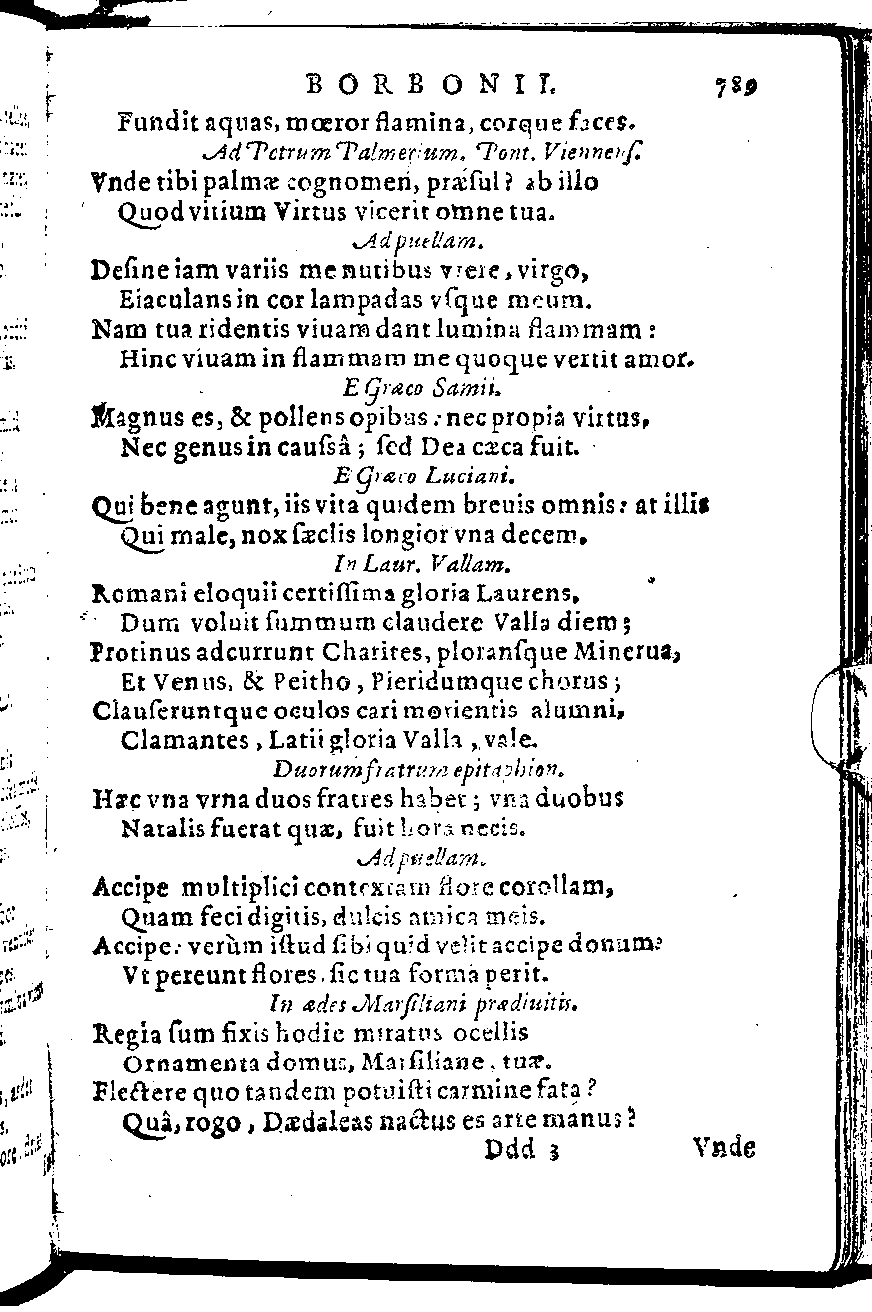 BORBONII. 789
Fundit aquas, mœror flamina, corque faces.
Ad Petrum Palmerium. Pont. Viennenſ.
Vnde tibi palmæ cognomen, præſul? ab illo
Quod vitium Virtus vicerit omne tua.
Ad puellam.
Deſine iam variis me nutibus vrere, virgo,
Eiaculans in cor lampadas vſque meum.
Nam tua ridentis viuam dant lumina flammam:
Hinc viuam in flammam me quoque vertit amor.
E Græco Samii.
Magnus es, & pollens opibus: nec propia virtus,
Nec genus in cauſſâ; ſed Dea cæca fuit.
E Græco Luciani.
Qui bene agunt, iis vita quidem breuis omnis: at illis
Qui male, nox ſæclis longior vna decem.
In Laur. Vallam.
Romani eloquii certiſſima gloria Laurens,
Dum voluit ſummum claudere Valla diem;
Protinus adcurrunt Charites, ploranſque Minerua,
Et Venus, & Peitho, Pieridumque chorus;
Clauſeruntque oculos cari morientis alumni,
Clamantes, Latii gloria Valla, vale.
Duorum fratrum epitaphion.
Hæc vna vrna duos fratres habet; vna duobus
Natalis fuerat quæ, fuit hora necis.
Ad puellam.
Accipe multiplici contextam flore corollam,
Quam feci digitis, dulcis amica meis.
Accipe: verùm iſtud ſibi quid velit accipe donum?
Vt pereunt flores, ſic tua forma perit.
In ædes Marſiliani prædiuitis.
Regia ſum fixis hodie miratus ocellis
Ornamenta domus, Marſiliane, tuæ.
Flectere quo tandem potuiſti carmine fata?
Quâ, rogo, Dædaleas nactus es arte manus?
Ddd 3 Vnde